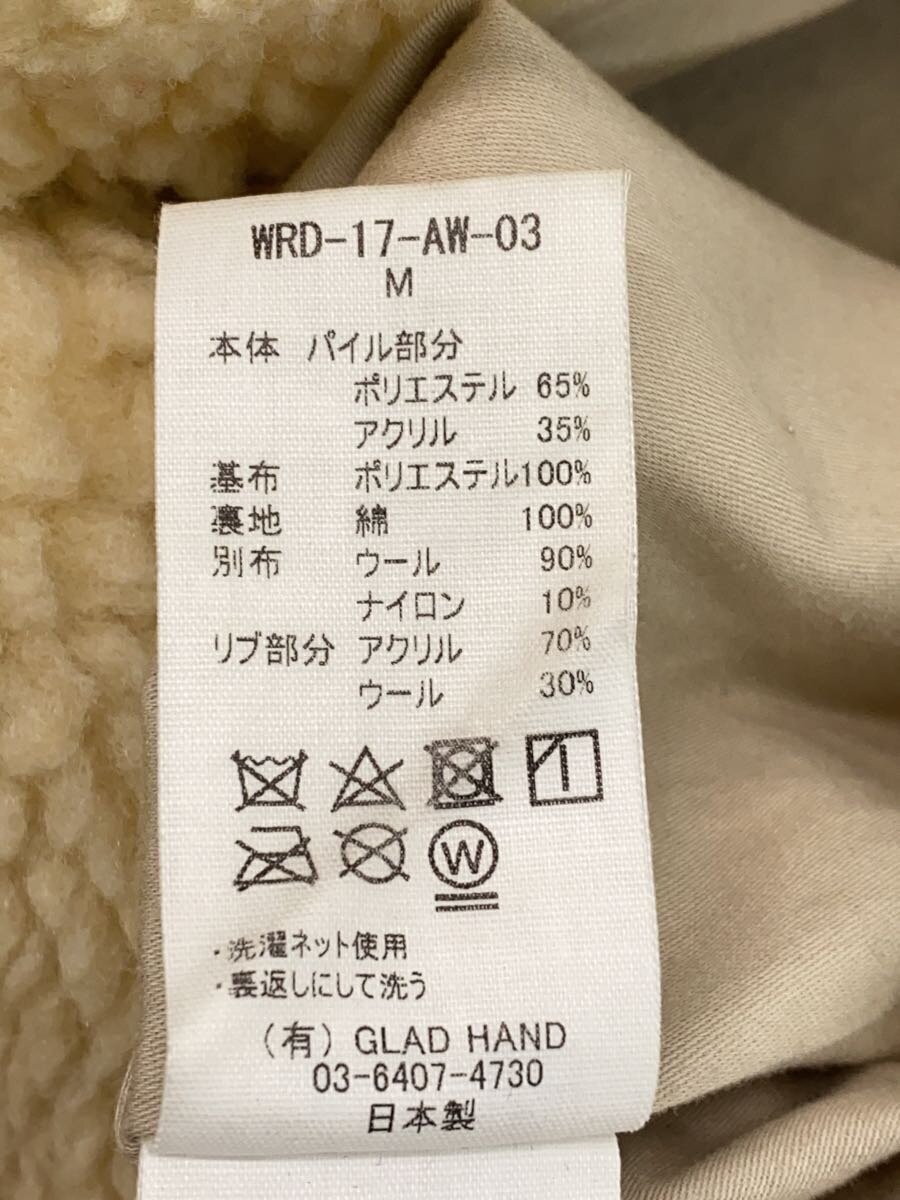 WRD-17-AW-03
M
本体 パイル部分
ポリエステル 65%
アクリル 35%
基布 ポリエステル100%
裏地 綿 100%
別布 ウール 90%
ナイロン 10%
リブ部分 アクリル 70%
ウール 30%
W
・洗濯ネット使用
・裏返しにして洗う
(有) GLAD HAND
03-6407-4730
日本製